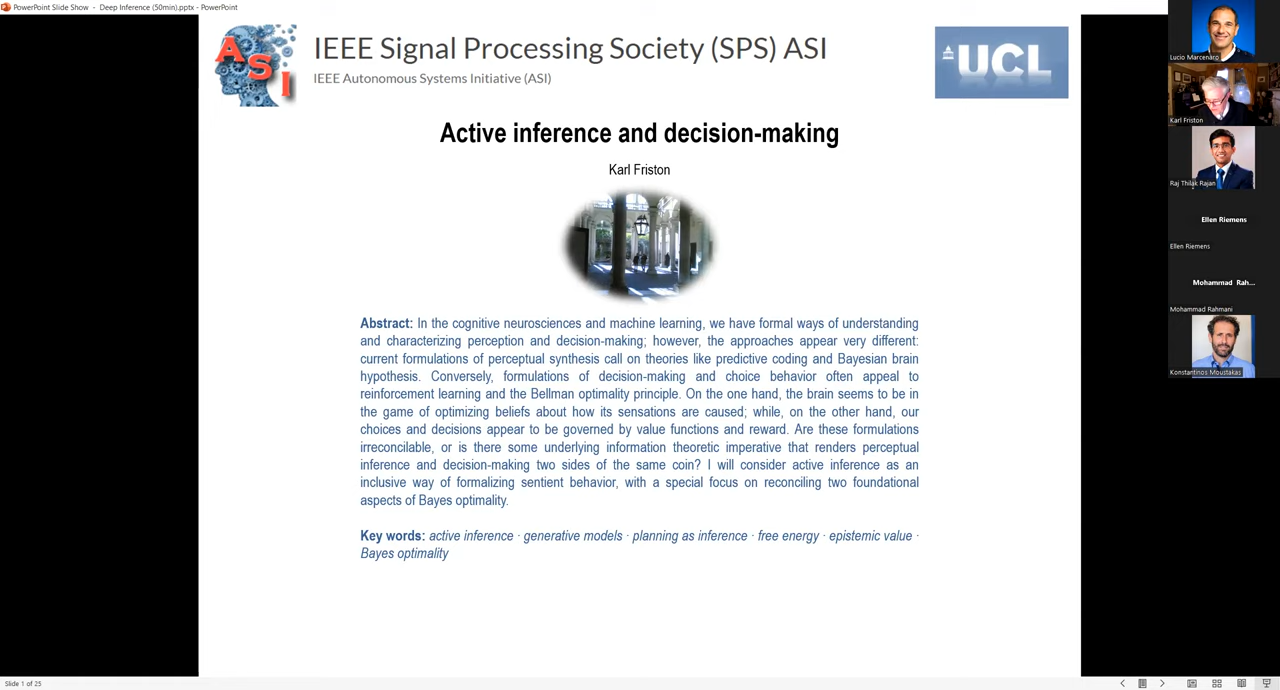 PowerPoint Slide Show - Deep Inference (50min).pptx - PowerPoint
ASI
IEEE Signal Processing Society (SPS) ASI
IEEE Autonomous Systems Initiative (ASI)
UCL
Active inference and decision-making
Karl Friston
Abstract: In the cognitive neurosciences and machine learning, we have formal ways of understanding
and characterizing perception and decision-making; however, the approaches appear very different:
current formulations of perceptual synthesis call on theories like predictive coding and Bayesian brain
hypothesis. Conversely, formulations of decision-making and choice behavior often appeal to
reinforcement learning and the Bellman optimality principle. On the one hand, the brain seems to be in
the game of optimizing beliefs about how its sensations are caused; while, on the other hand, our
choices and decisions appear to be governed by value functions and reward. Are these formulations
irreconcilable, or is there some underlying information theoretic imperative that renders perceptual
inference and decision-making two sides of the same coin? I will consider active inference as an
inclusive way of formalizing sentient behavior, with a special focus on reconciling two foundational
aspects of Bayes optimality.
Key words: active inference · generative models · planning as inference · free energy · epistemic value ·
Bayes optimality
Lucio Marcenaro
Karl Friston
Raj Thilak Rajan
Ellen Riemens
Ellen Riemens
Mohammad Rah...
Mohammad Rahmani
Konstantinos Moustakas
Slide 1 of 25